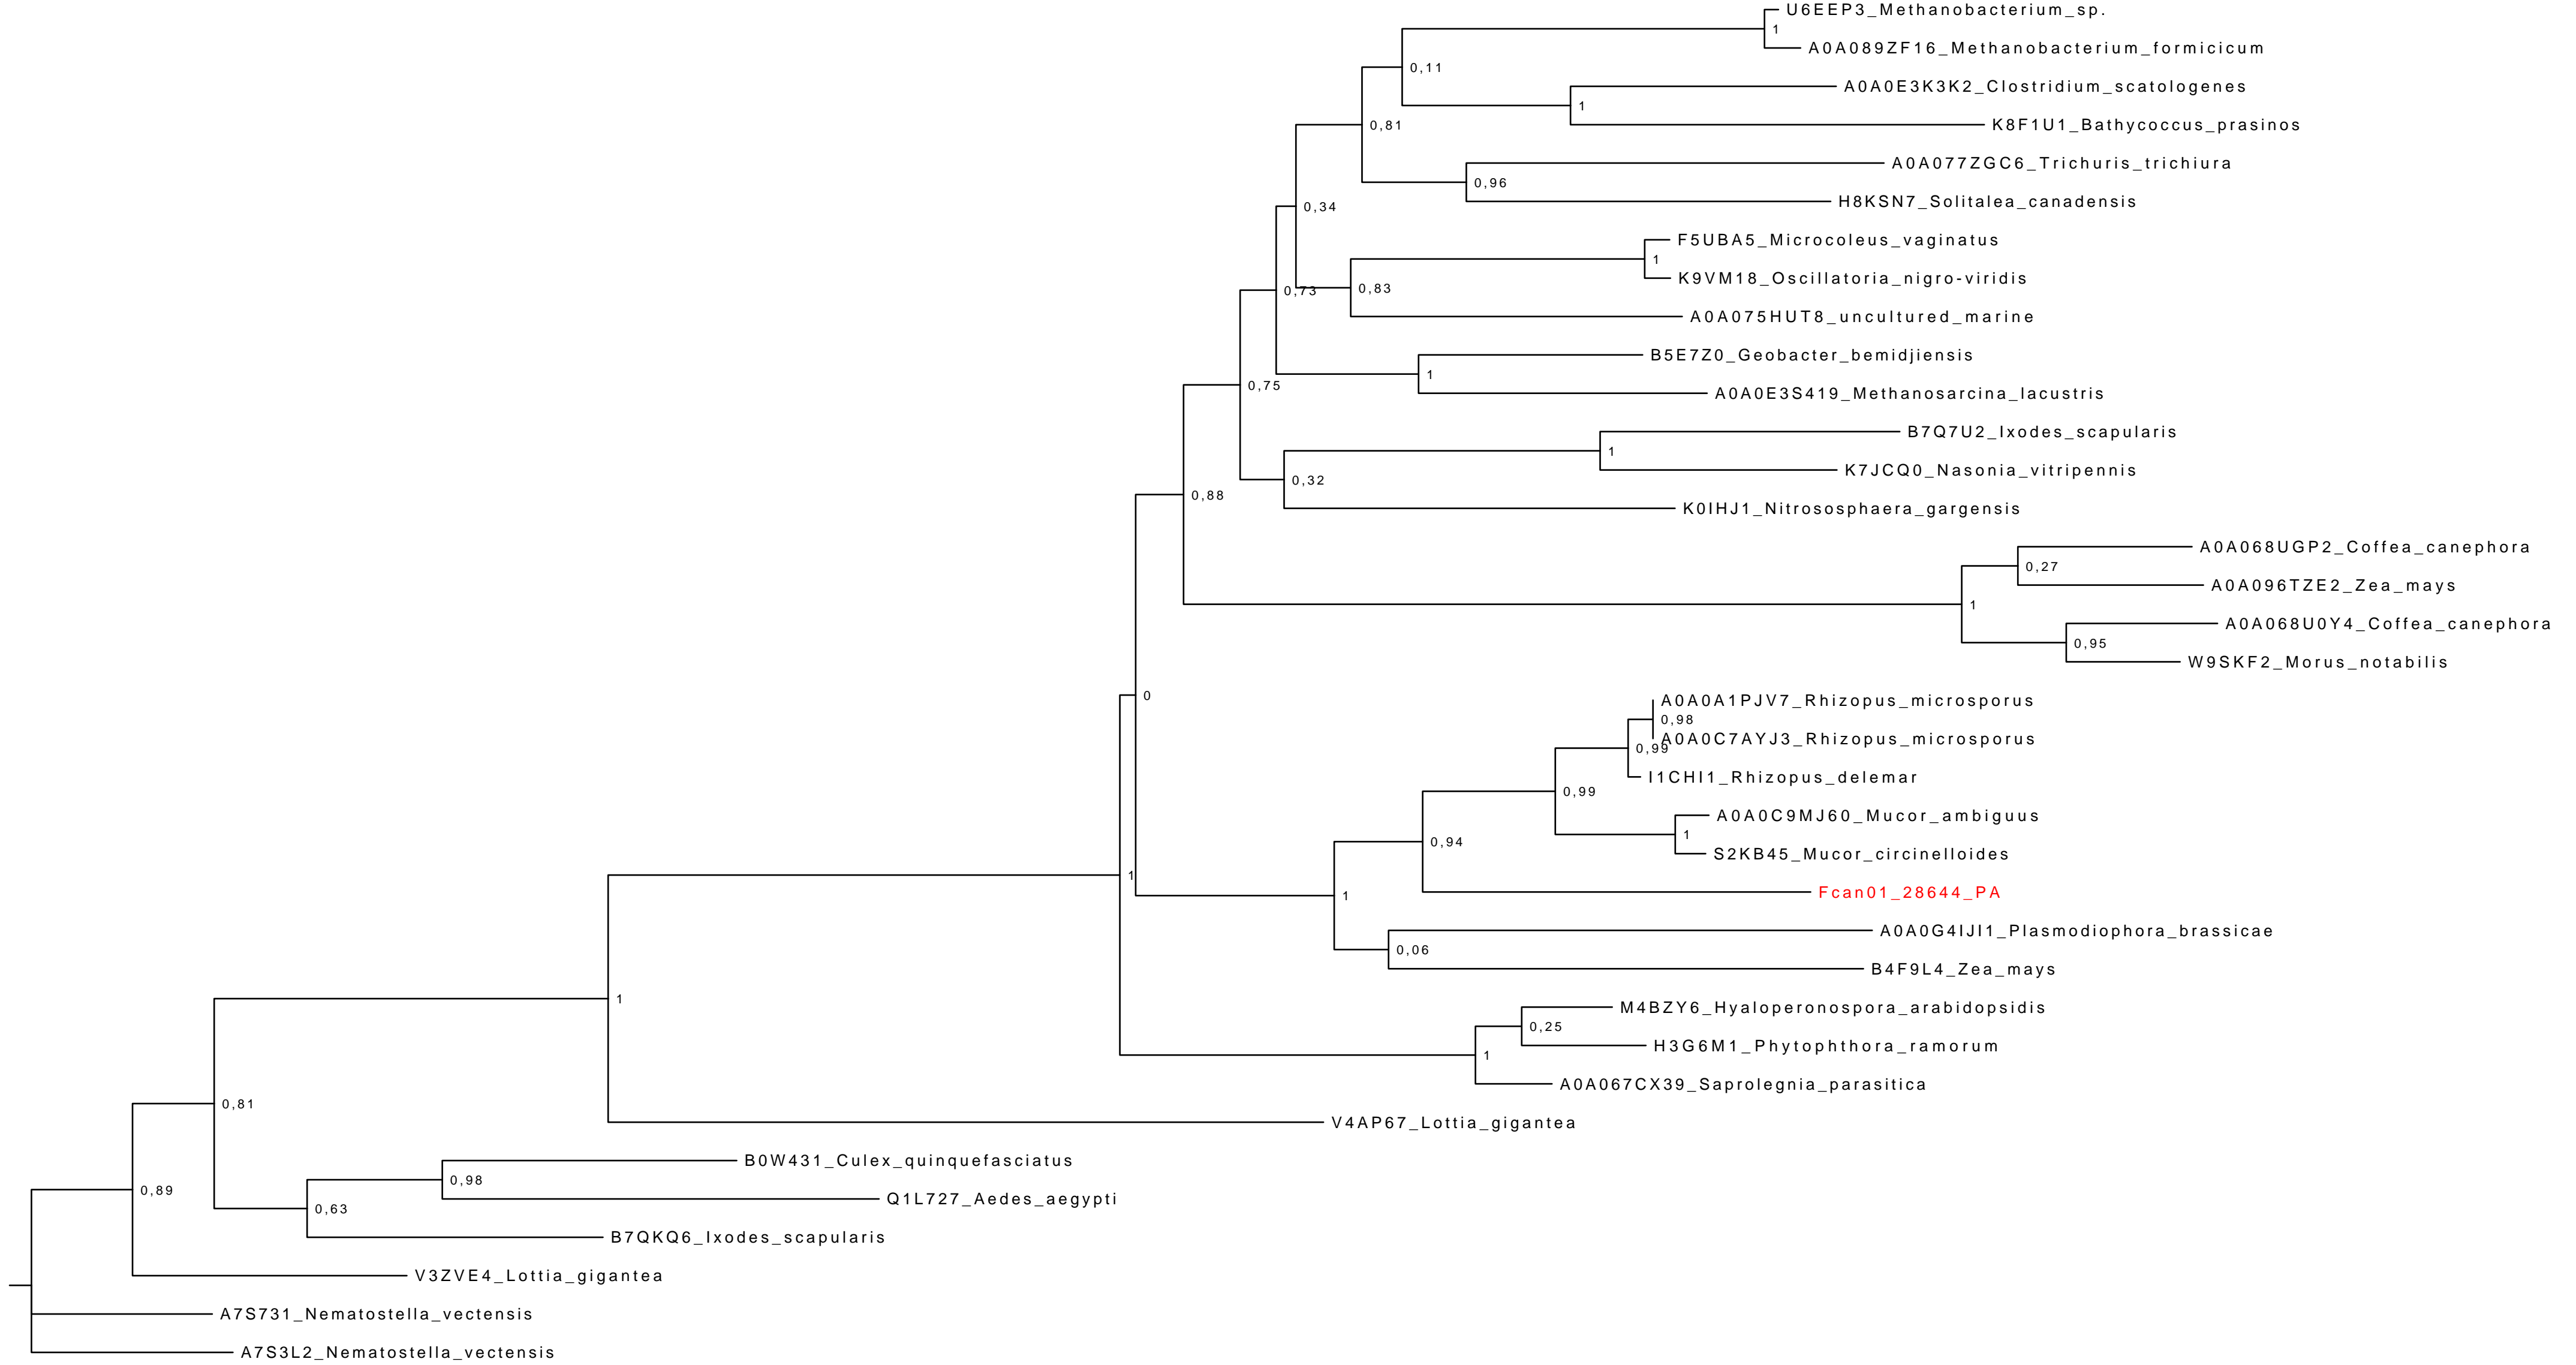 U6EEP3_Methanobacterium_sp.
1
A0A089ZF16_Methanobacterium_formicicum
0,11
A0A0E3K3K2_Clostridium_scatologenes
1
K8F1U1_Bathycoccus_prasinos
0,81
A0A077ZGC6_Trichuris_trichiura
0,96
H8KSN7_Solitalea_canadensis
0,34
F5UBA5_Microcoleus_vaginatus
1
K9VM18_Oscillatoria_nigro-viridis
0,73
0,83
A0A075HUT8_uncultured_marine
B5E7Z0_Geobacter_bemidjiensis
1
0,75
A0A0E3S419_Methanosarcina_lacustris
B7Q7U2_Ixodes_scapularis
1
K7JCQ0_Nasonia_vitripennis
0,32
0,88
K0IHJ1_Nitrososphaera_gargensis
A0A068UGP2_Coffea_canephora
0,27
A0A096TZE2_Zea_mays
1
A0A068U0Y4_Coffea_canephora
0,95
W9SKF2_Morus_notabilis
0
A0A0A1PJV7_Rhizopus_microsporus
0,98
A0A0C7AYJ3_Rhizopus_microsporus
0,99
I1CHI1_Rhizopus_delemar
0,99
A0A0C9MJ60_Mucor_ambiguus
1
S2KB45_Mucor_circinelloides
0,94
1
Fcan01_28644_PA
1
A0A0G4IJI1_Plasmodiophora_brassicae
0,06
B4F9L4_Zea_mays
1
M4BZY6_Hyaloperonospora_arabidopsidis
0,25
H3G6M1_Phytophthora_ramorum
1
A0A067CX39_Saprolegnia_parasitica
0,81
V4AP67_Lottia_gigantea
B0W431_Culex_quinquefasciatus
0,98
0,89
Q1L727_Aedes_aegypti
0,63
B7QKQ6_Ixodes_scapularis
V3ZVE4_Lottia_gigantea
A7S731_Nematostella_vectensis
A7S3L2_Nematostella_vectensis